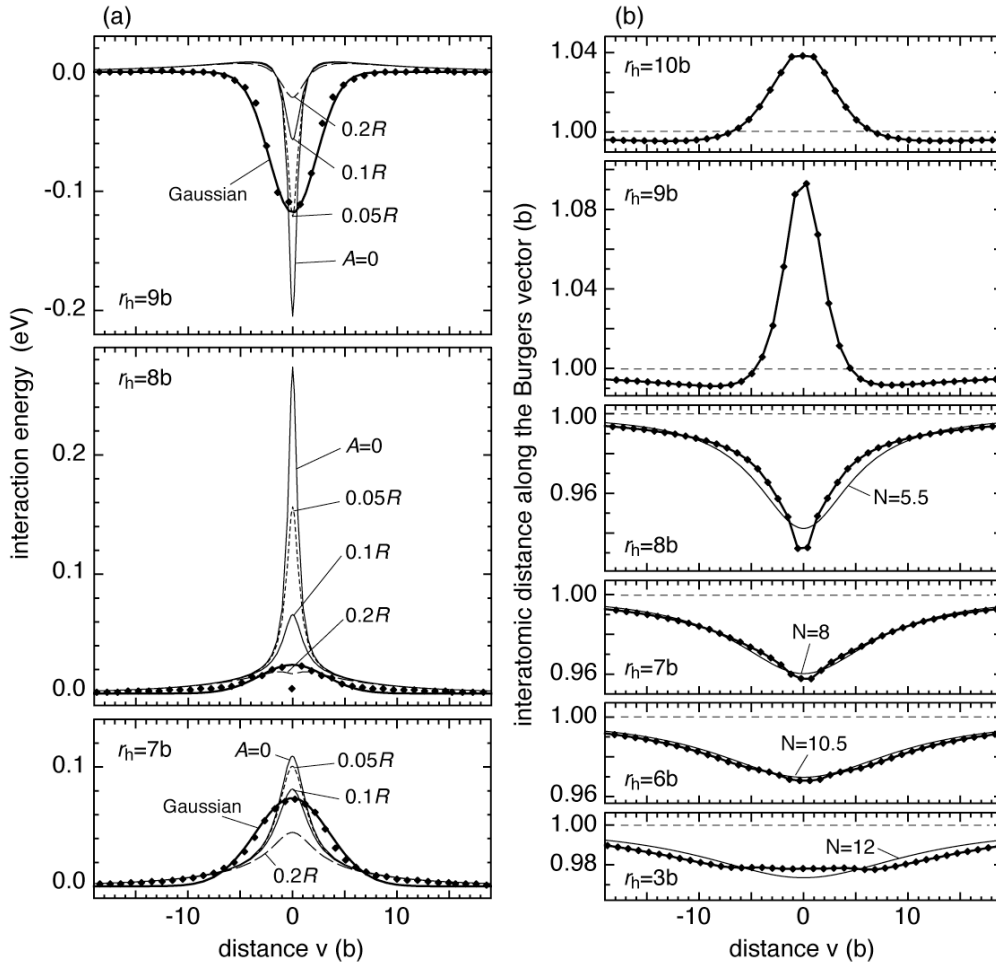 (a)
0.0
-0.1
-0.2
0.2R
0.1R
Gaussian
0.05R
A=0
rh=9b
rh=8b
0.2
0.1
0.0
A=0
0.05R
0.1R
0.2R
rh=7b
0.1
0.0
A=0
0.05R
0.1R
Gaussian
0.2R
-10
0
10
distance v (b)
interaction energy (eV)
(b)
1.04
1.00
rh=10b
1.08
1.04
1.00
rh=9b
1.00
0.96
N=5.5
rh=8b
1.00
0.96
N=8
rh=7b
1.00
0.96
N=10.5
rh=6b
1.00
0.98
N=12
rh=3b
-10
0
10
distance v (b)
interatomic distance along the Burgers vector (b)